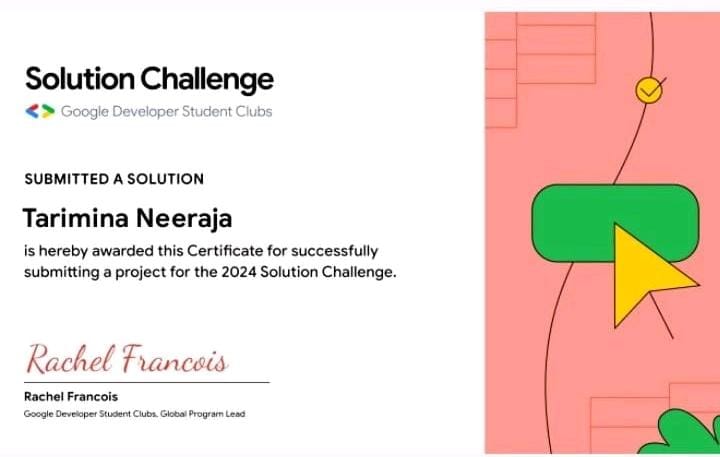 Solution Challenge
Google Developer Student Clubs
SUBMITTED A SOLUTION
Tarimina Neeraja
is hereby awarded this Certificate for successfully
submitting a project for the 2024 Solution Challenge.
Rachel Francois
Rachel Francois
Google Developer Student Clubs, Global Program Lead